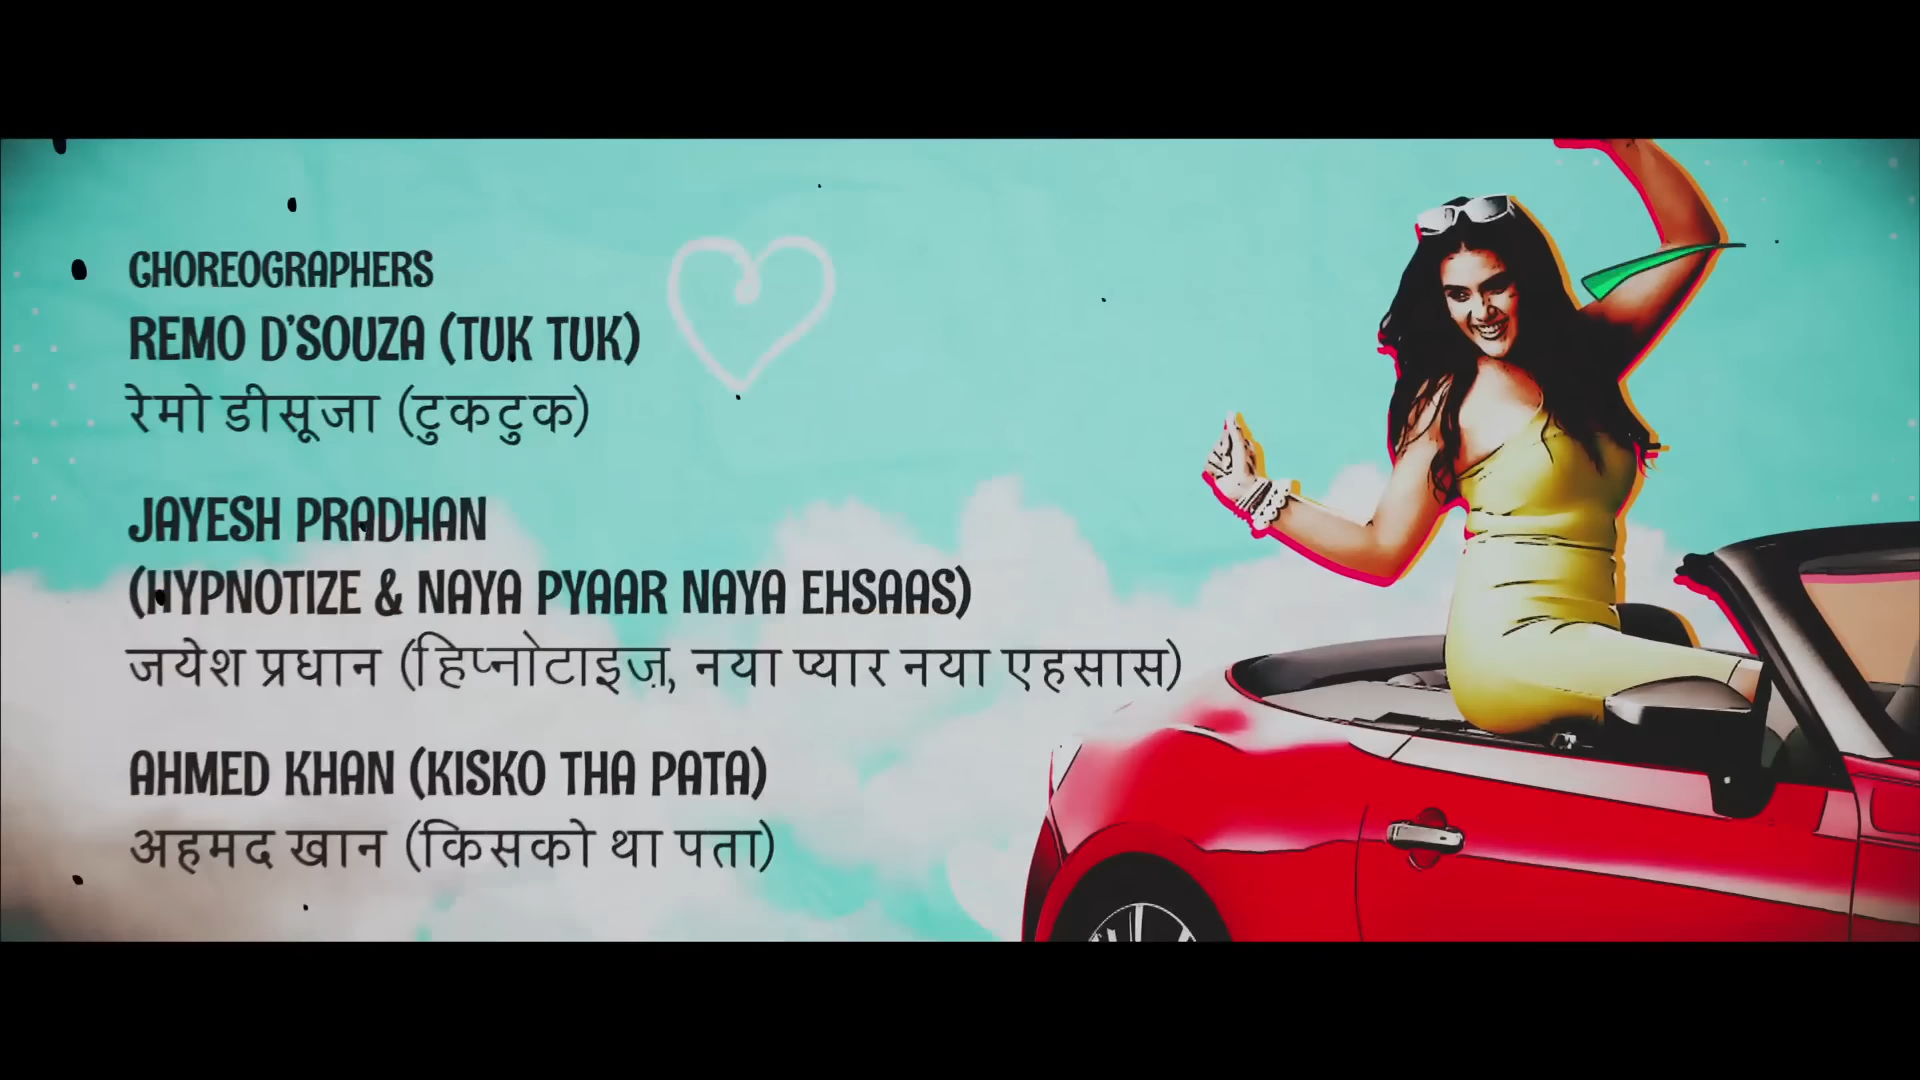 CHOREOGRAPHERS
REMO D'SOUZA (TUK TUK)
रेमो डीसूजा (टुकटुक)
JAYESH PRADHAN
(HYPNOTIZE & NAYA PYAAR NAYA EHSAAS)
जयेश प्रधान (हिप्नोटाइज़, नया प्यार नया एहसास)
AHMED KHAN (KISKO THA PATA)
अहमद खान (किसको था पता)